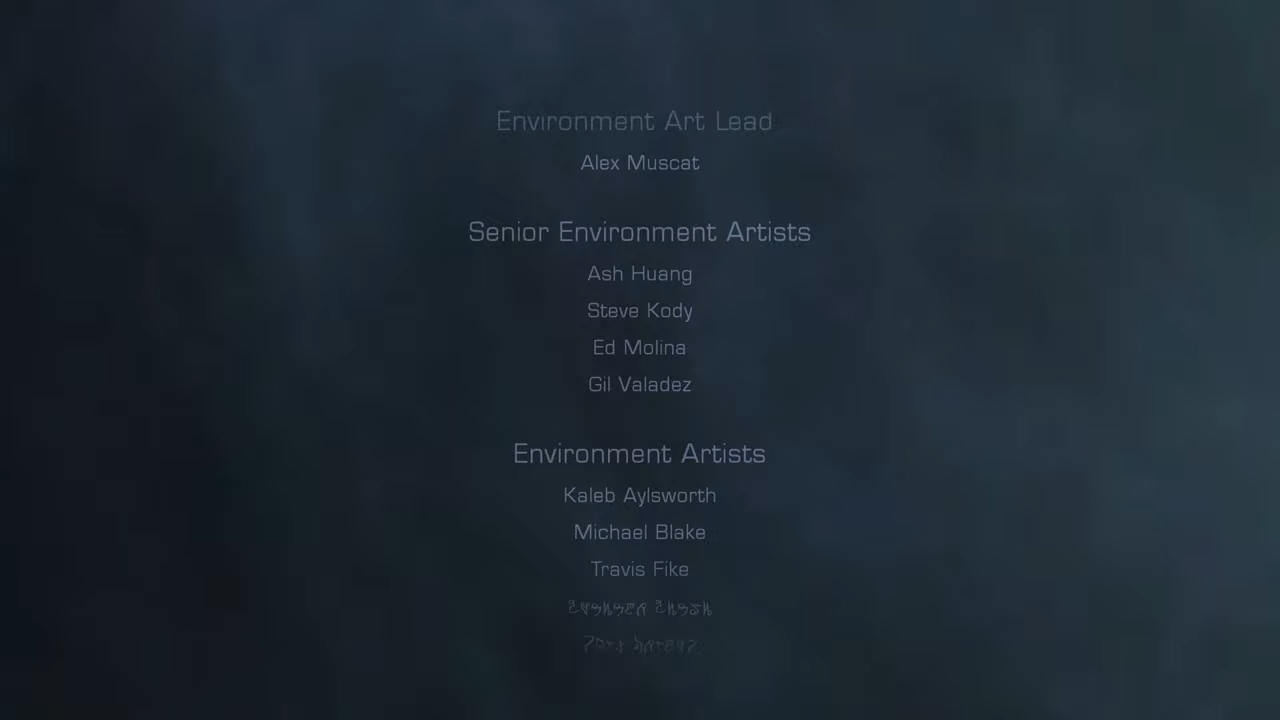 Environment Art Lead
Alex Muscat
Senior Environment Artists
Ash Huang
Steve Kody
Ed Molina
Gil Valadez
Environment Artists
Kaleb Aylsworth
Michael Blake
Travis Fike